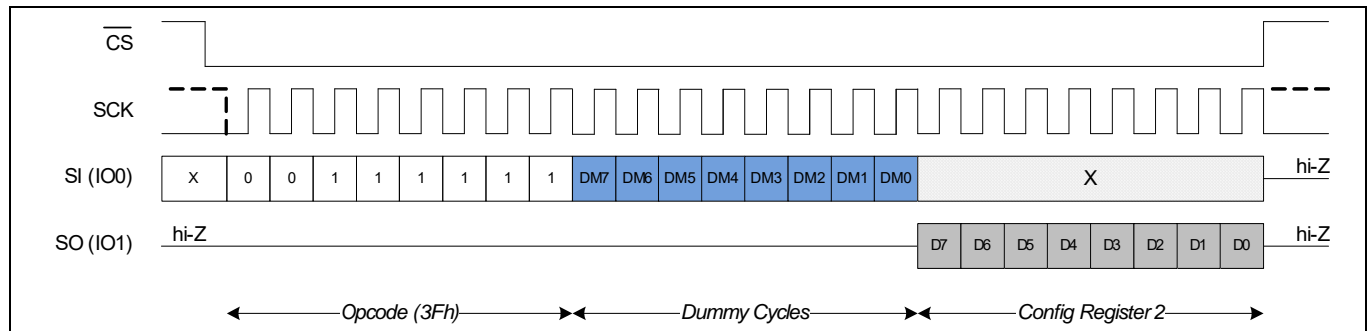 CS
SCK
SI (IO0) X 0 0 1 1 1 1 1 1 DM7 DM6 DM5 DM4 DM3 DM2 DM1 DM0 X hi-Z
SO (IO1) hi-Z D7 D6 D5 D4 D3 D2 D1 D0 hi-Z
Opcode (3Fh) Dummy Cycles Config Register 2